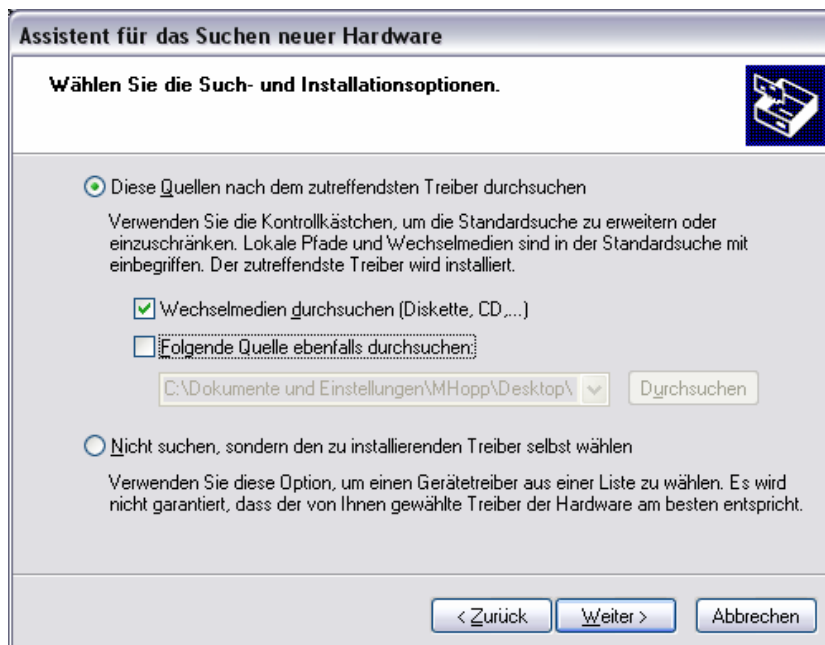 Assistent für das Suchen neuer Hardware
Wählen Sie die Such- und Installationsoptionen.
Diese Quellen nach dem zutreffendsten Treiber durchsuchen
Verwenden Sie die Kontrollkästchen, um die Standardsuche zu erweitern oder
einzuschränken. Lokale Pfade und Wechselmedien sind in der Standardsuche mit
einbegriffen. Der zutreffendste Treiber wird installiert.
Wechselmedien durchsuchen (Diskette, CD,...)
Folgende Quelle ebenfalls durchsuchen:
C:\Dokumente und Einstellungen\MHopp\Desktop\ Durchsuchen
Nicht suchen, sondern den zu installierenden Treiber selbst wählen
Verwenden Sie diese Option, um einen Gerätetreiber aus einer Liste zu wählen. Es wird
nicht garantiert, dass der von Ihnen gewählte Treiber der Hardware am besten entspricht.
< Zurück Weiter > Abbrechen